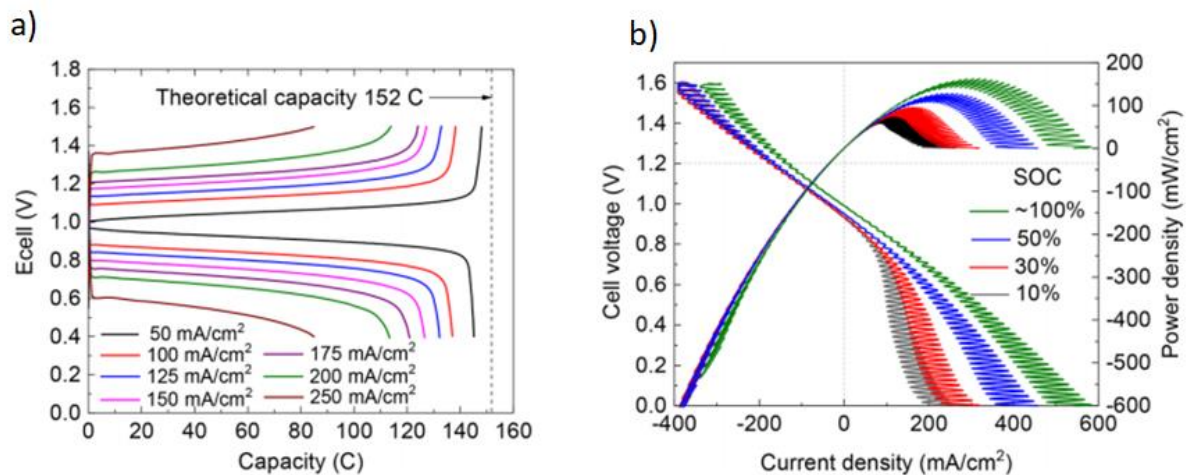 a)
1.8
1.6
1.4
1.2
1.0
0.8
0.6
0.4
0.2
0.0
Ecell (V)
Theoretical capacity 152 C
50 mA/cm²
100 mA/cm²
125 mA/cm²
150 mA/cm²
175 mA/cm²
200 mA/cm²
250 mA/cm²
0 20 40 60 80 100 120 140 160
Capacity (C)
b)
1.6
1.4
1.2
1.0
0.8
0.6
0.4
0.2
0.0
Cell voltage (V)
200
100
0
-100
-200
-300
-400
-500
-600
Power density (mW/cm²)
SOC
~100%
50%
30%
10%
-400 -200 0 200 400 600
Current density (mA/cm²)